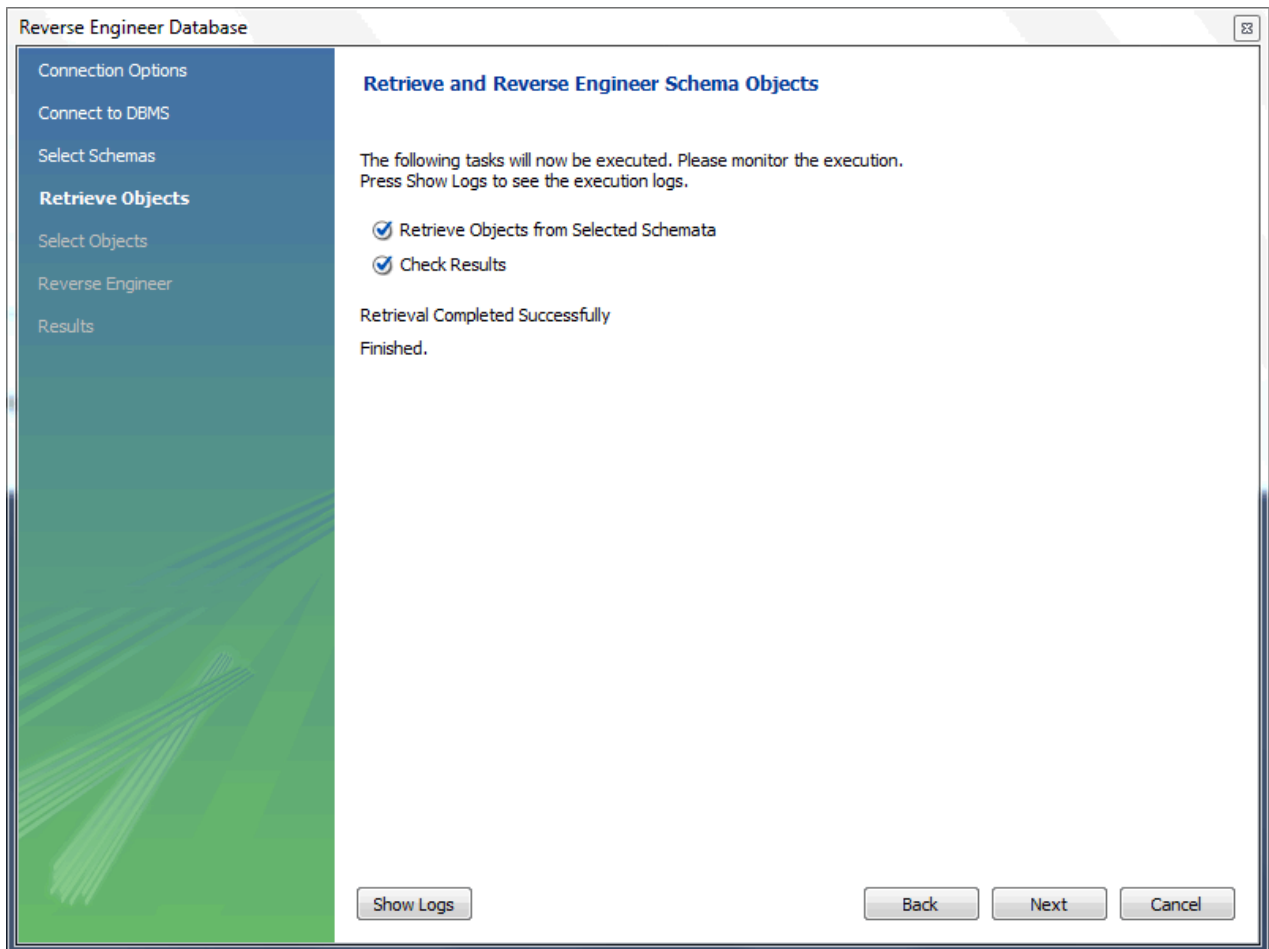 Reverse Engineer Database
Connection Options
Connect to DBMS
Select Schemas
Retrieve Objects
Select Objects
Reverse Engineer
Results
Retrieve and Reverse Engineer Schema Objects
The following tasks will now be executed. Please monitor the execution.
Press Show Logs to see the execution logs.
Retrieve Objects from Selected Schemata
Check Results
Retrieval Completed Successfully
Finished.
Show Logs
Back
Next
Cancel